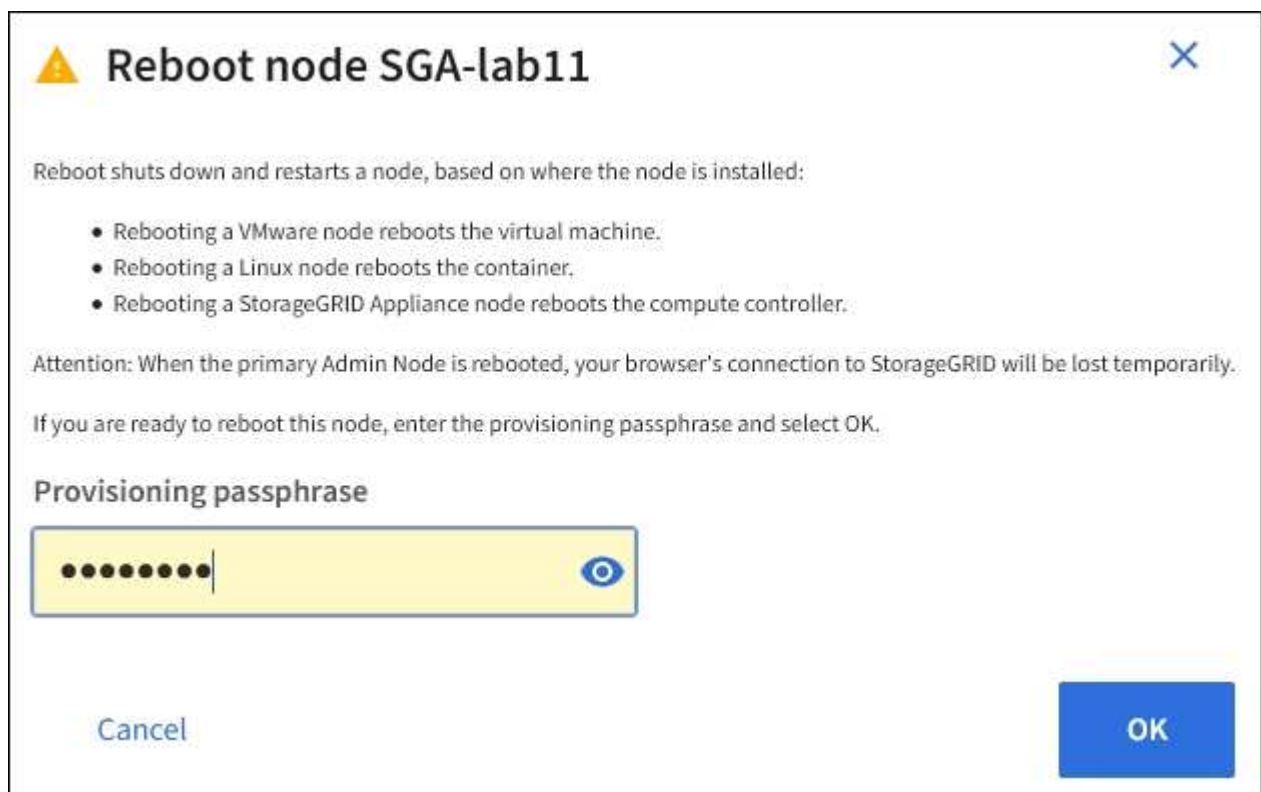 Reboot node SGA-lab11
Reboot shuts down and restarts a node, based on where the node is installed:
• Rebooting a VMware node reboots the virtual machine.
• Rebooting a Linux node reboots the container.
• Rebooting a StorageGRID Appliance node reboots the compute controller.
Attention: When the primary Admin Node is rebooted, your browser's connection to StorageGRID will be lost temporarily.
If you are ready to reboot this node, enter the provisioning passphrase and select OK.
Provisioning passphrase
••••••••
Cancel
OK